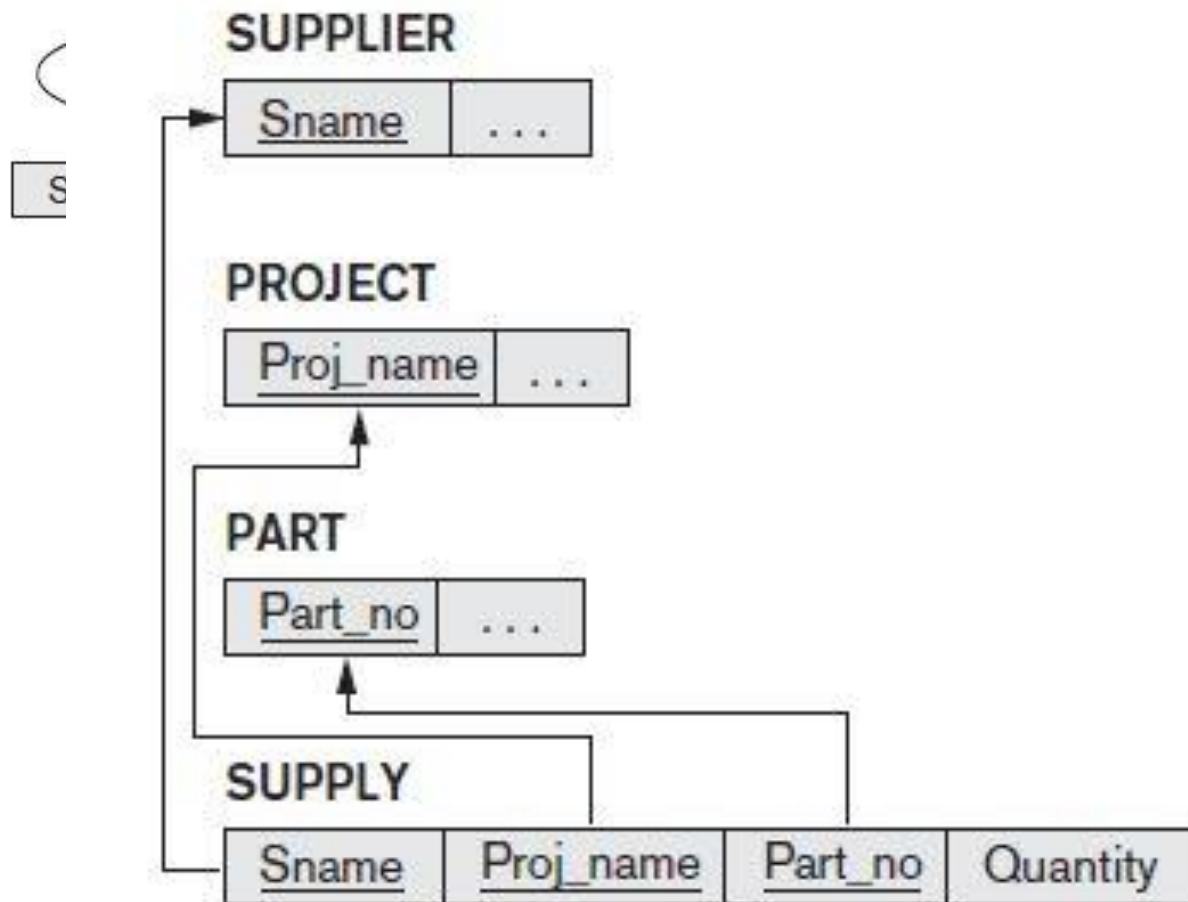 SUPPLIER
Sname ...
S
PROJECT
Proj_name ...
PART
Part_no ...
SUPPLY
Sname Proj_name Part_no Quantity